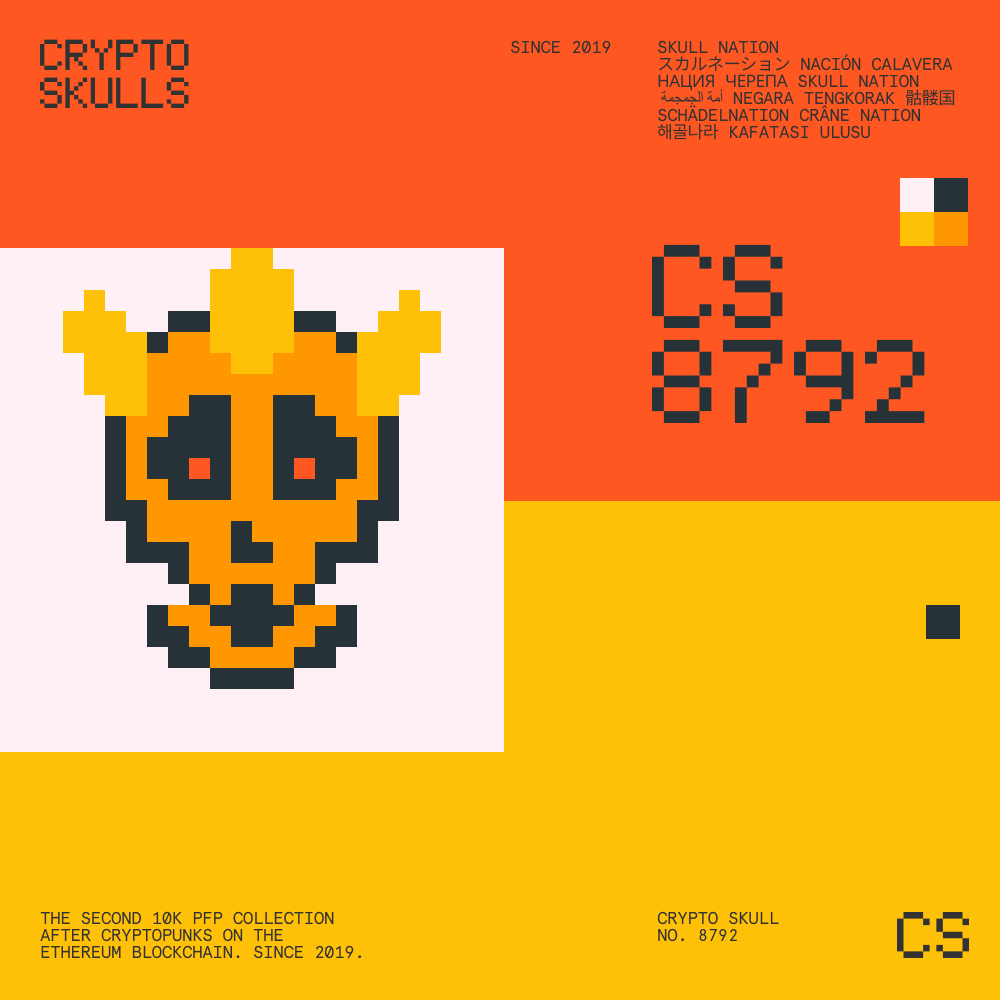 CRYPTO
SKULLS
SINCE 2019
SKULL NATION
スカルネーション NACIÓN CALAVERA
НАЦИЯ ЧЕРЕПА SKULL NATION
أمة الجمجمة NEGARA TENGKORAK 骷髅国
SCHÄDELNATION CRÂNE NATION
해골나라 KAFATASI ULUSU
CS
8792
THE SECOND 10K PFP COLLECTION
AFTER CRYPTOPUNKS ON THE
ETHEREUM BLOCKCHAIN. SINCE 2019.
CRYPTO SKULL
NO. 8792
CS